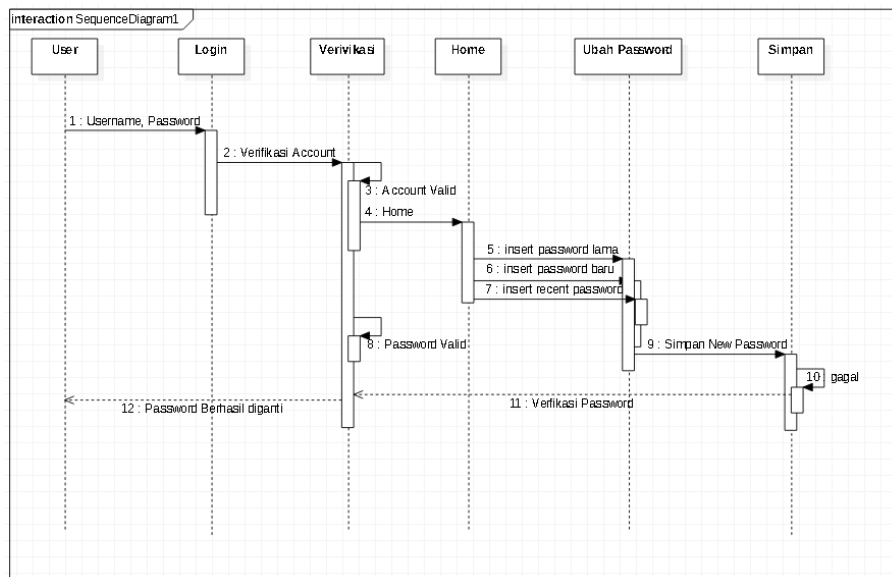 interaction SequenceDiagram1
User
Login
Verivikasi
Home
Ubah Password
Simpan
1 : Username, Password
2 : Verifikasi Account
3 : Account Valid
4 : Home
5 : insert password lama
6 : insert password baru
7 : insert recent password
8 : Password Valid
9 : Simpan New Password
10 : gagal
11 : Verfikasi Password
12 : Password Berhasil diganti